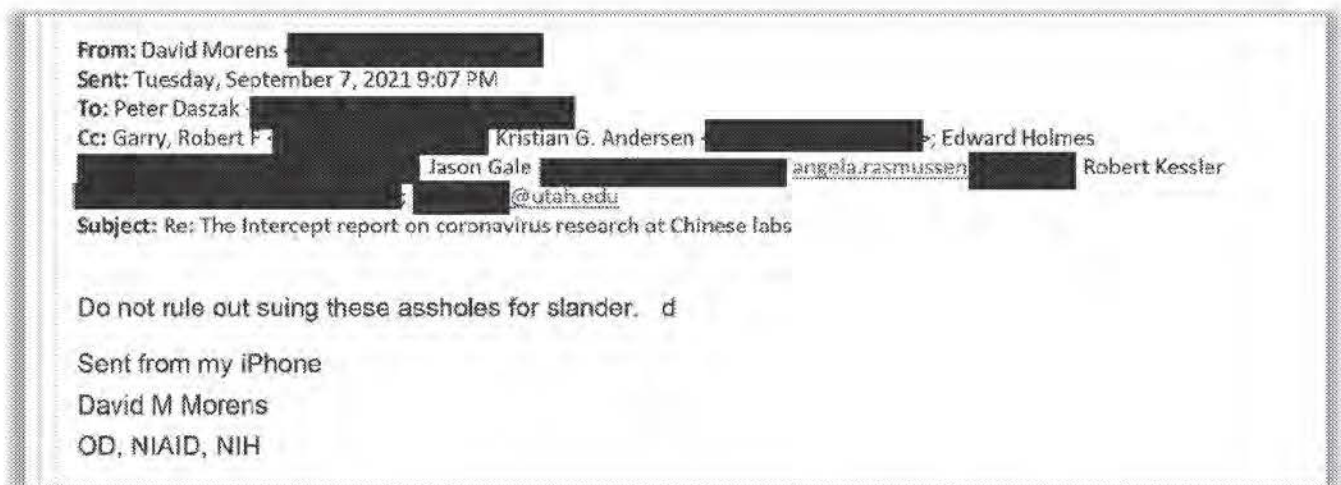 From: David Morens
Sent: Tuesday, September 7, 2021 9:07 PM
To: Peter Daszak
Cc: Garry, Robert F < Kristian G. Andersen >; Edward Holmes
Jason Gale angela.rasmussen Robert Kessler
; @utah.edu
Subject: Re: The Intercept report on coronavirus research at Chinese labs
Do not rule out suing these assholes for slander. d
Sent from my iPhone
David M Morens
OD, NIAID, NIH